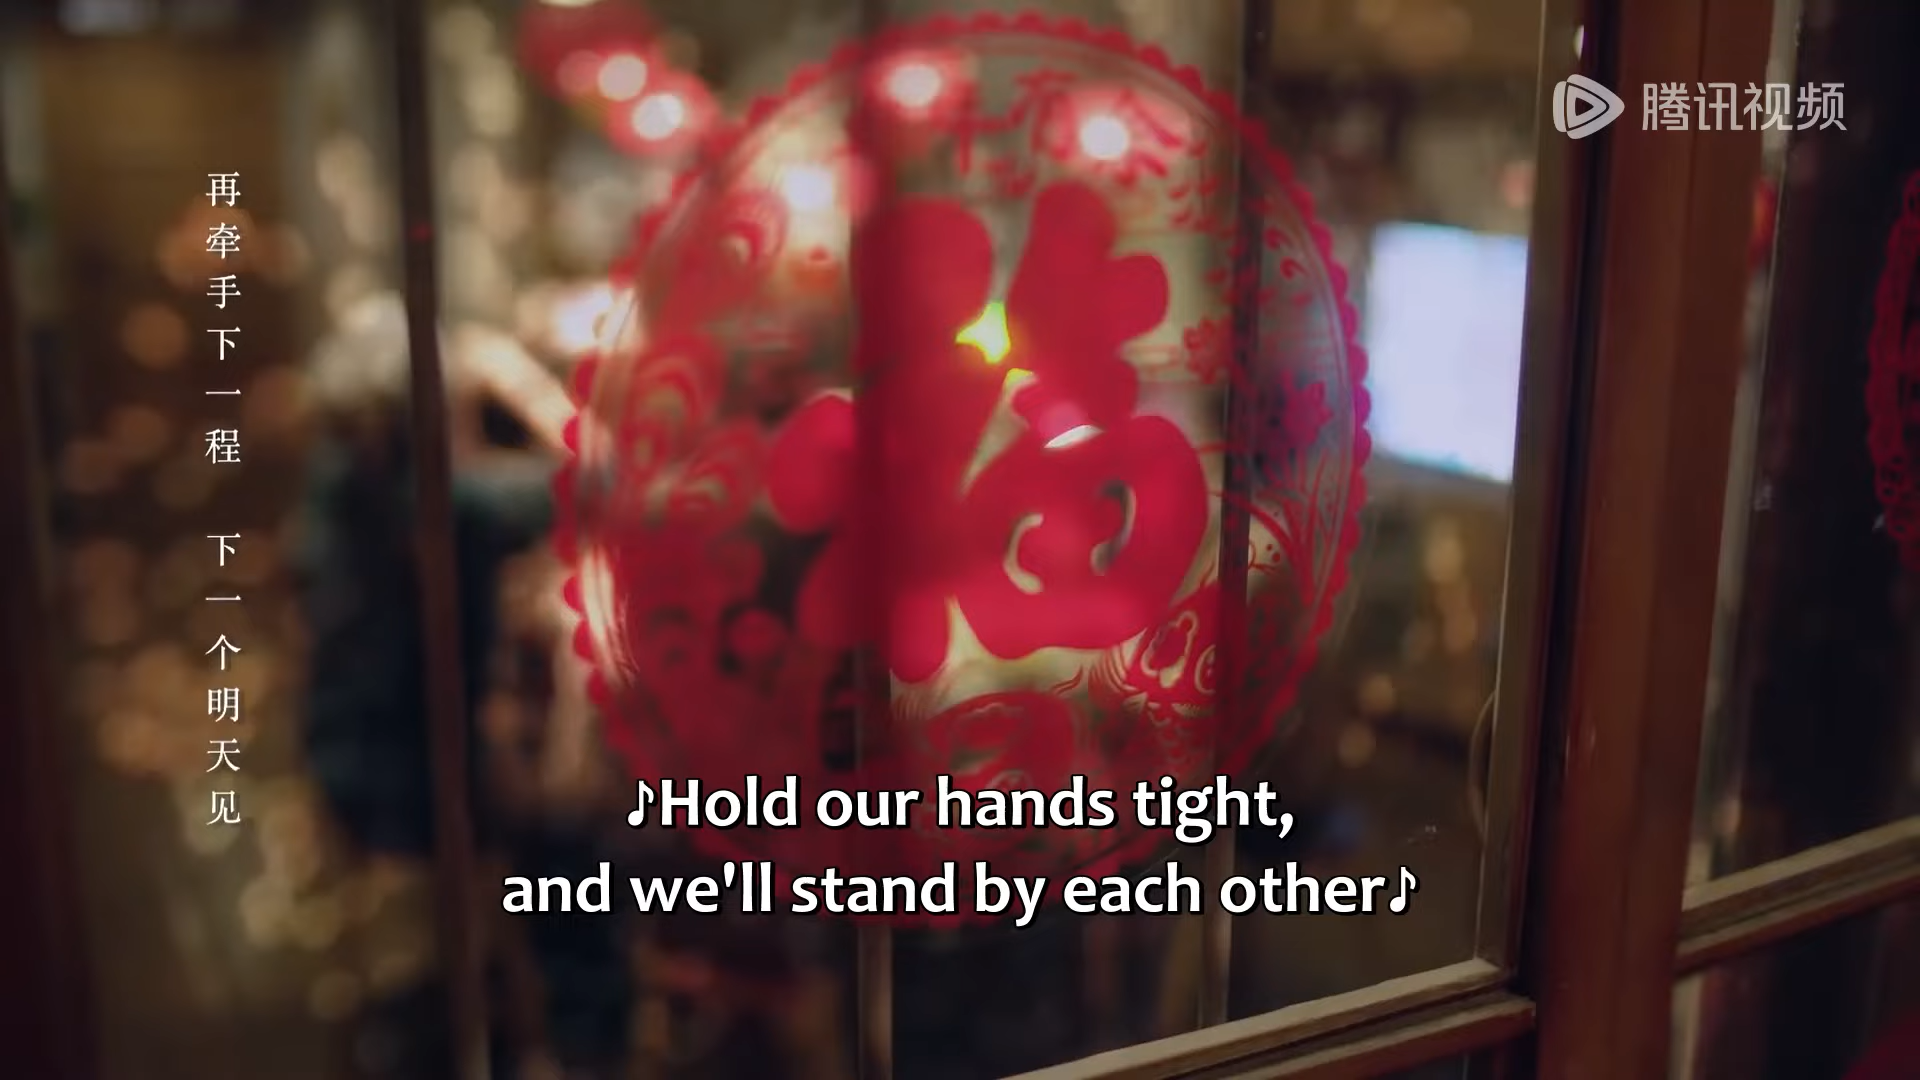 腾讯视频
再牵手下一程 下一个明天见
福
♪Hold our hands tight,
and we'll stand by each other♪